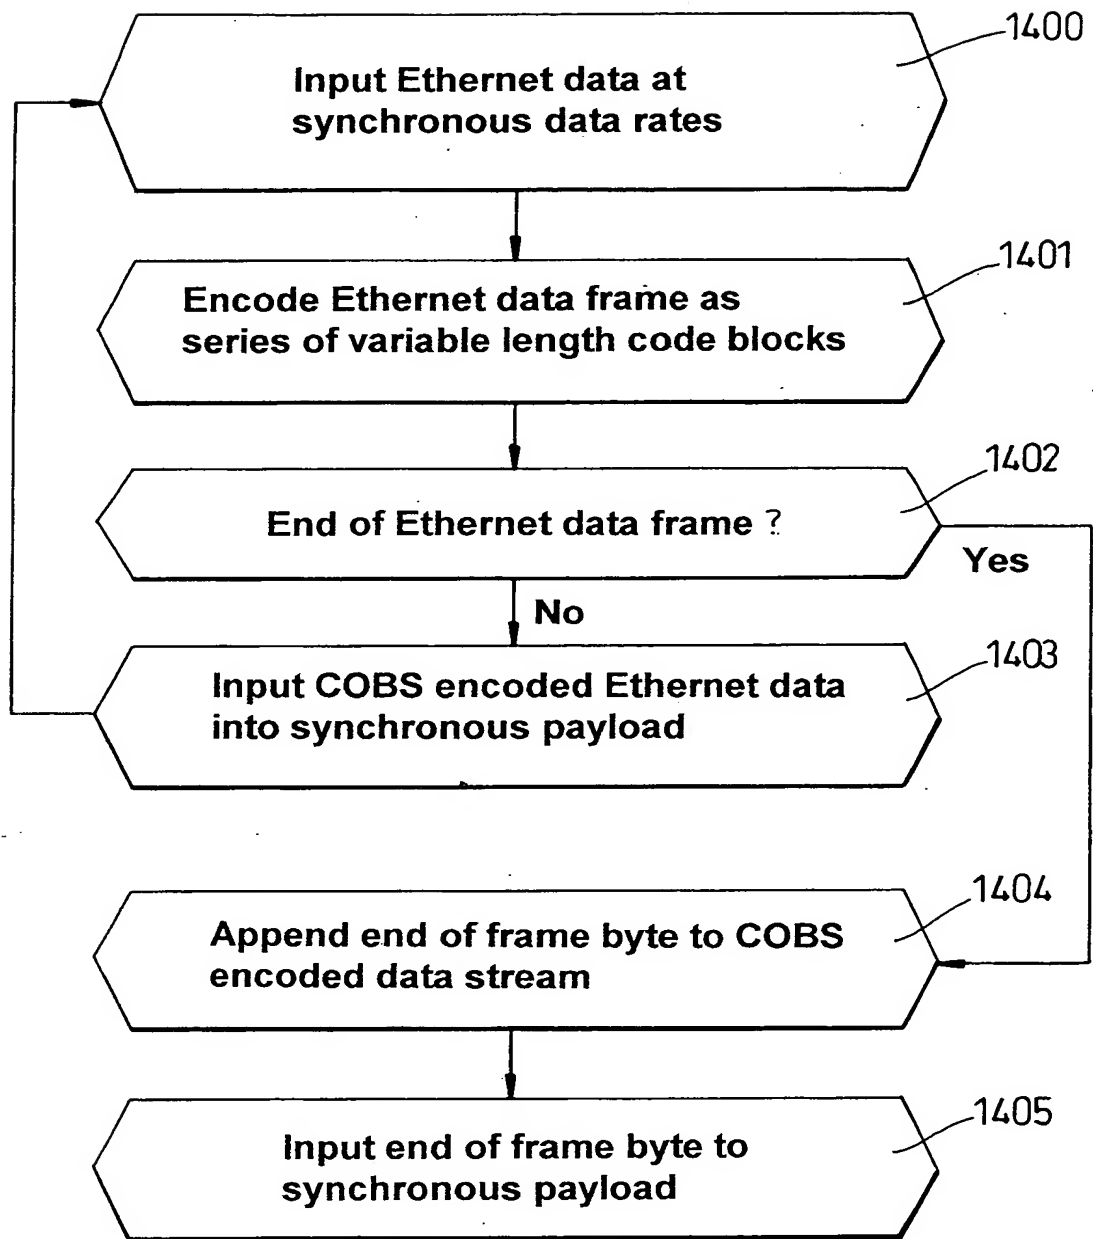 1400
Input Ethernet data at
synchronous data rates
1401
Encode Ethernet data frame as
series of variable length code blocks
1402
End of Ethernet data frame ?
Yes
No
1403
Input COBS encoded Ethernet data
into synchronous payload
1404
Append end of frame byte to COBS
encoded data stream
1405
Input end of frame byte to
synchronous payload